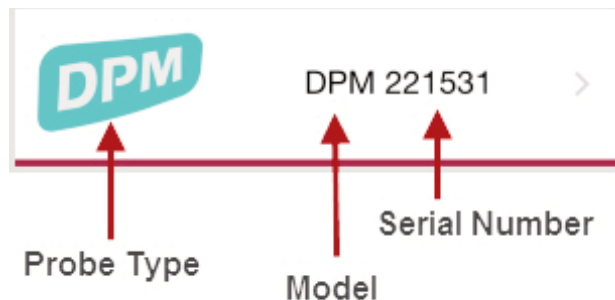 DPM
DPM 221531
Serial Number
Probe Type
Model